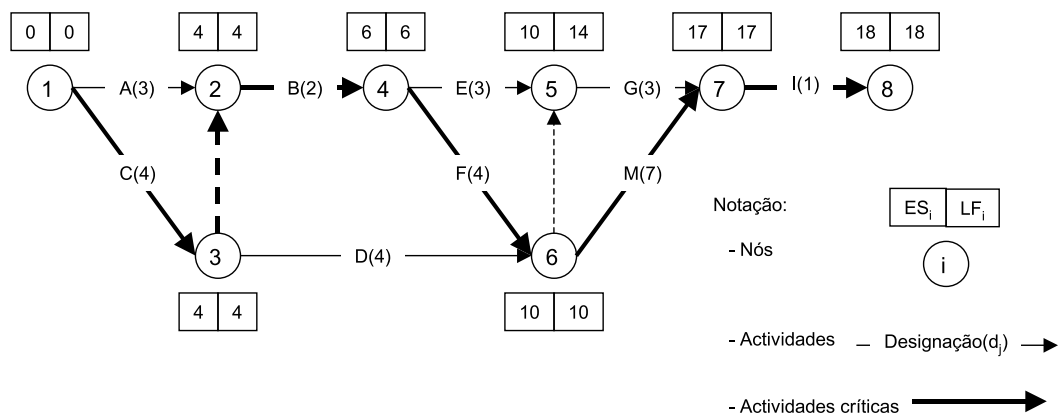 0 0 4 4 6 6 10 14 17 17 18 18
1 A(3) 2 B(2) 4 E(3) 5 G(3) 7 I(1) 8
C(4) F(4) M(7)
Notação: ESi LFi
- Nós i
3 D(4) 6
4 4 10 10
- Actividades Designação(dj)
- Actividades críticas